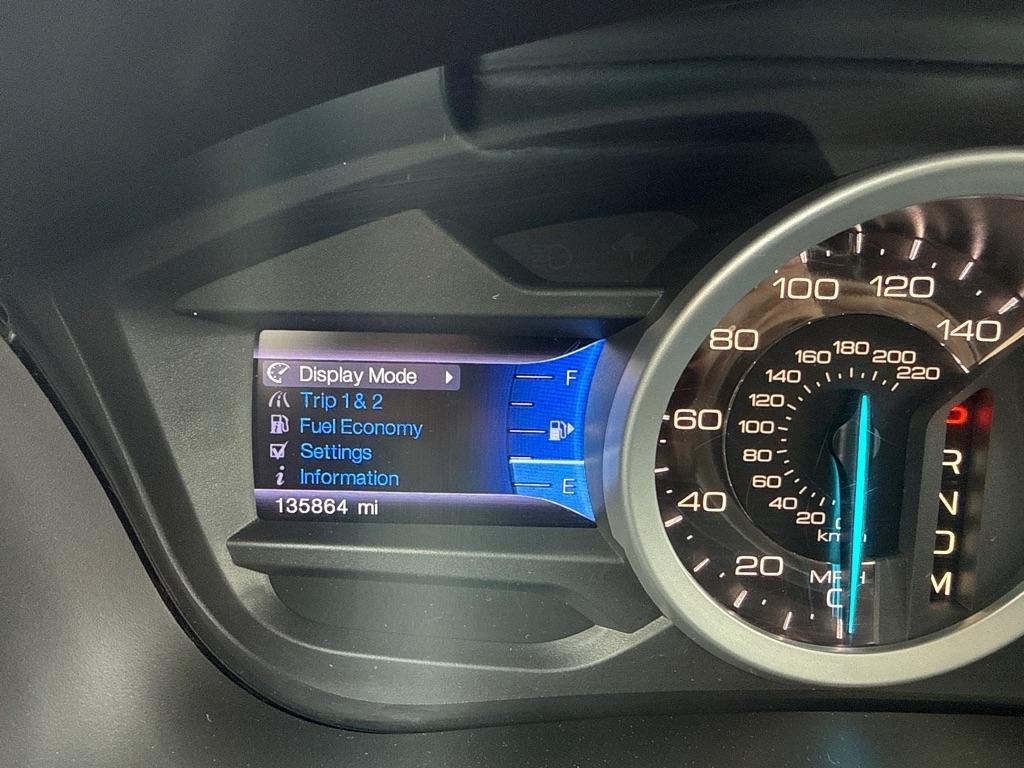 Display Mode
Trip 1 & 2
Fuel Economy
Settings
Information
135864 mi
F
E
0
20
40
60
80
100
120
140
20
40
60
80
100
120
140
160
180
200
220
MPH
P
R
N
D
M